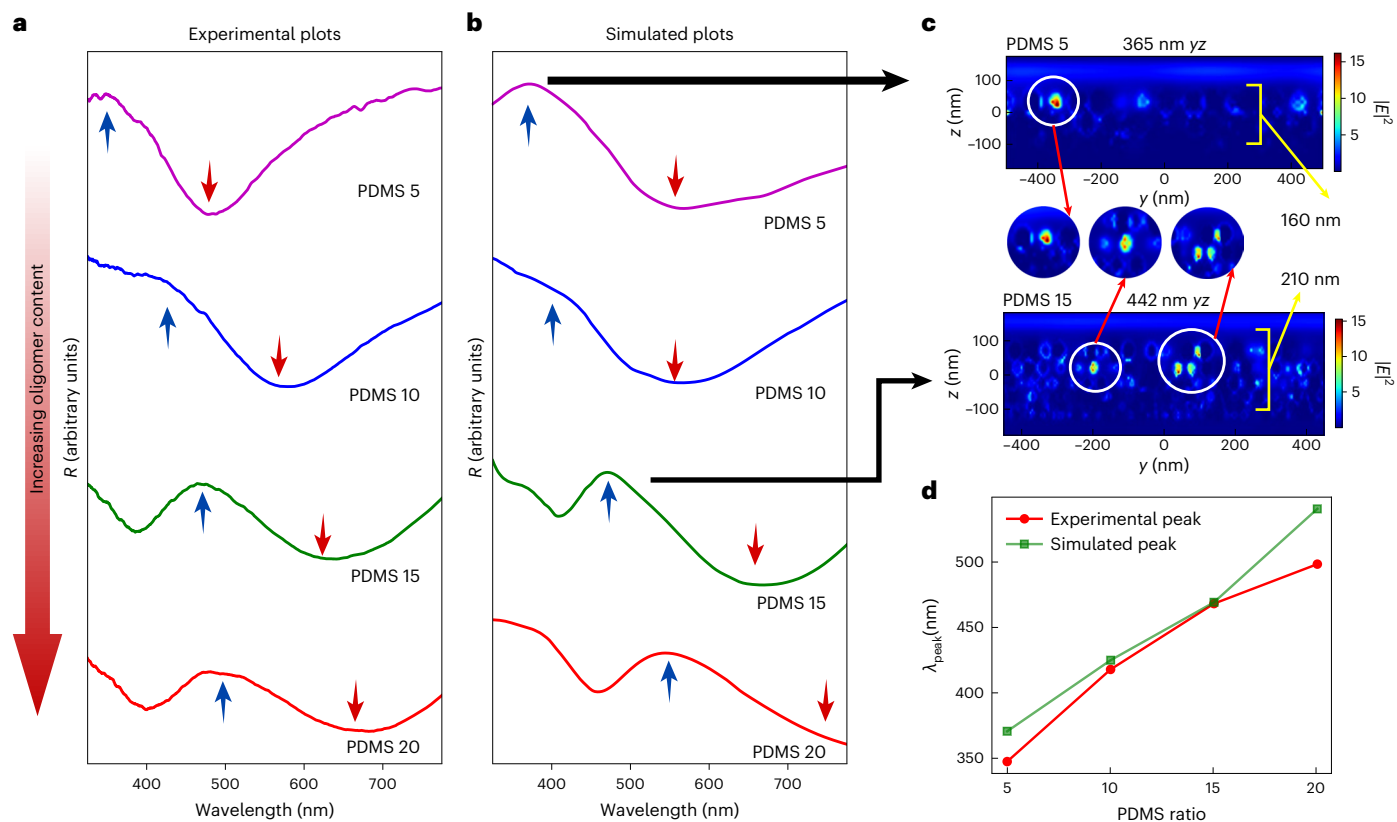 a
Experimental plots
Increasing oligomer content
R (arbitrary units)
PDMS 5
PDMS 10
PDMS 15
PDMS 20
400 500 600 700
Wavelength (nm)
b
Simulated plots
R (arbitrary units)
PDMS 5
PDMS 10
PDMS 15
PDMS 20
400 500 600 700
Wavelength (nm)
c
PDMS 5 365 nm yz
z (nm)
100
0
−100
−400 −200 0 200 400
y (nm)
15
10
5
|E|²
160 nm
210 nm
PDMS 15 442 nm yz
z (nm)
100
0
−100
−400 −200 0 200 400
y (nm)
15
10
5
|E|²
d
Experimental peak
Simulated peak
λpeak(nm)
500
450
400
350
5 10 15 20
PDMS ratio